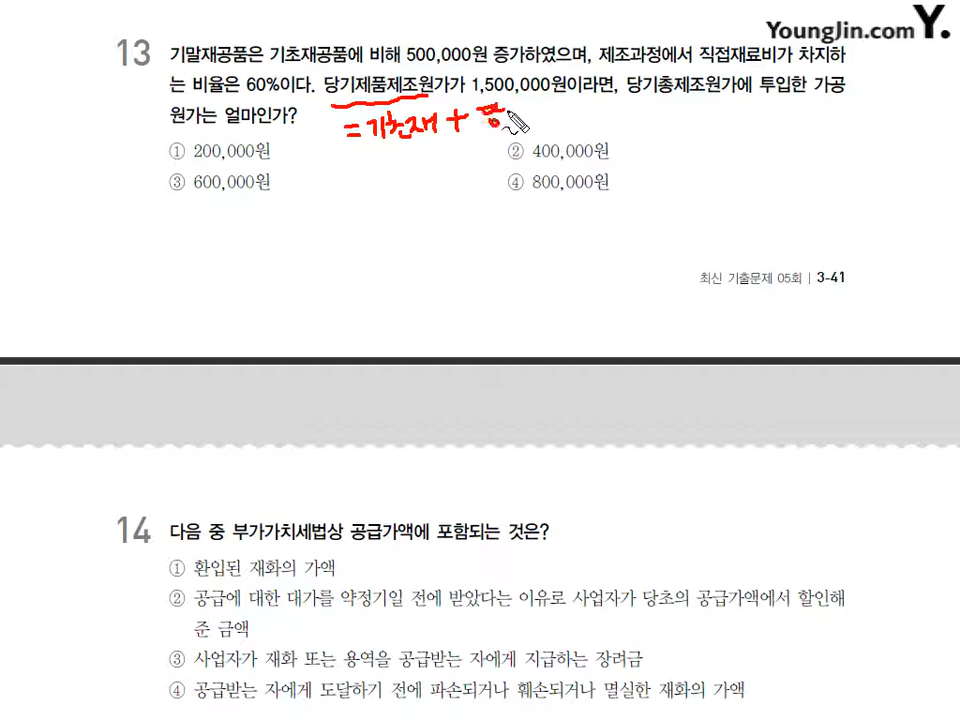 Younglin.com Y.
13 기말재공품은 기초재공품에 비해 500,000원 증가하였으며, 제조과정에서 직접재료비가 차지하
는 비율은 60%이다. 당기제품제조원가가 1,500,000원이라면, 당기총제조원가에 투입한 가공
원가는 얼마인가?
= 기초재 +
① 200,000원 ② 400,000원
③ 600,000원 ④ 800,000원
최신 기출문제 05회 | 3-41
14 다음 중 부가가치세법상 공급가액에 포함되는 것은?
① 환입된 재화의 가액
② 공급에 대한 대가를 약정기일 전에 받았다는 이유로 사업자가 당초의 공급가액에서 할인해
준 금액
③ 사업자가 재화 또는 용역을 공급받는 자에게 지급하는 장려금
④ 공급받는 자에게 도달하기 전에 파손되거나 훼손되거나 멸실한 재화의 가액